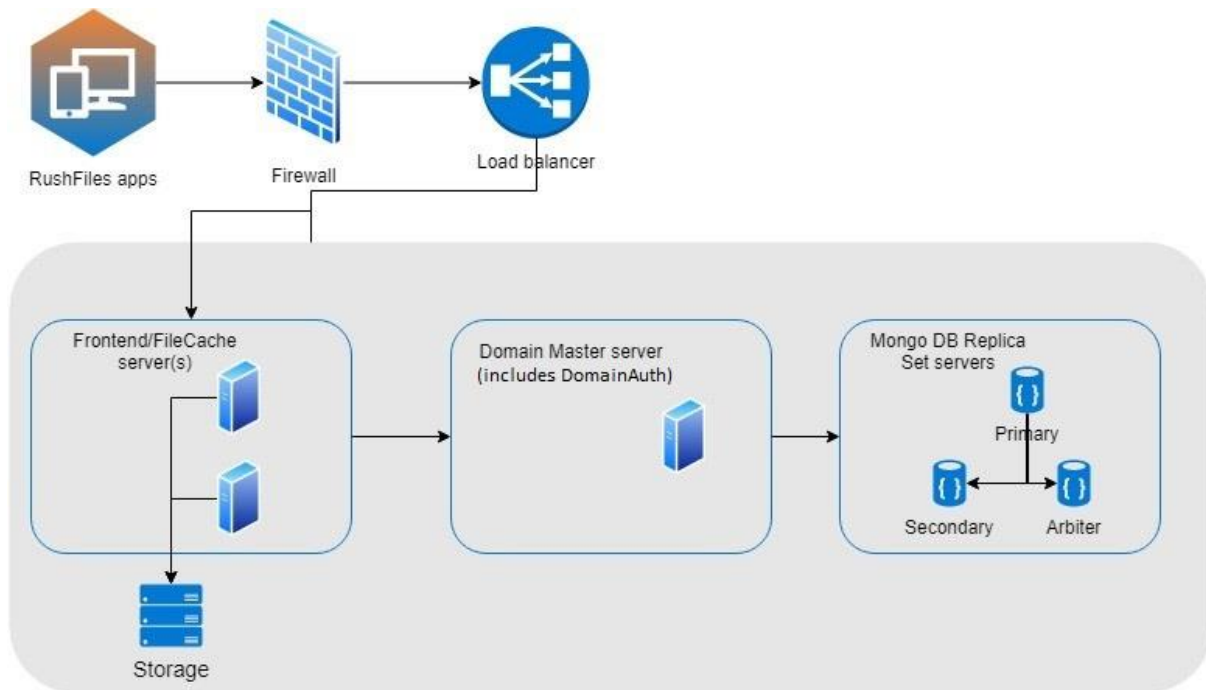 RushFiles apps
Firewall
Load balancer
Frontend/FileCache
server(s)
Domain Master server
(includes DomainAuth)
Mongo DB Replica
Set servers
{ }
Primary
{ }
{ }
Secondary
Arbiter
Storage